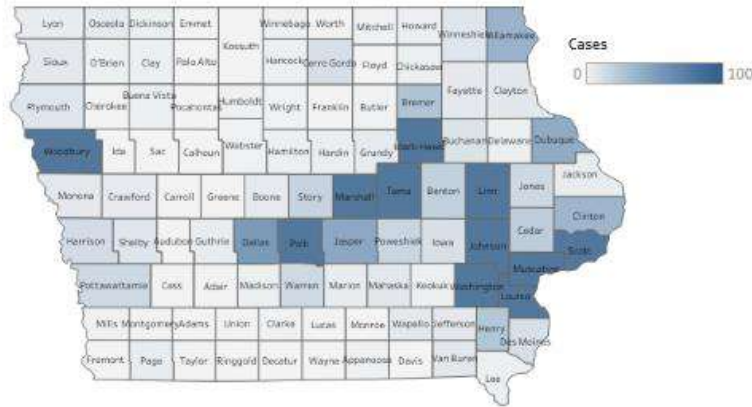 Lyon Osceola Dickinson Emmet Winnebago Worth Mitchell Howard Winneshiek Allamakee
Kossuth
Sioux O'Brien Clay Palo Alto Hancock Cerro Gordo Floyd Chickasaw
Cases
0 100
Plymouth Cherokee Buena Vista Pocahontas Humboldt Wright Franklin Butler Bremer Fayette Clayton
Woodbury Ida Sac Calhoun Webster Hamilton Hardin Grundy Black Hawk Buchanan Delaware Dubuque
Monona Crawford Carroll Greene Boone Story Marshall Tama Benton Linn Jones Jackson
Clinton
Harrison Shelby Audubon Guthrie Dallas Polk Jasper Poweshiek Iowa Johnson Cedar Scott
Muscatine
Pottawattamie Cass Adair Madison Warren Marion Mahaska Keokuk Washington Louisa
Mills Montgomery Adams Union Clarke Lucas Monroe Wapello Jefferson Henry Des Moines
Fremont Page Taylor Ringgold Decatur Wayne Appanoose Davis Van Buren
Lee